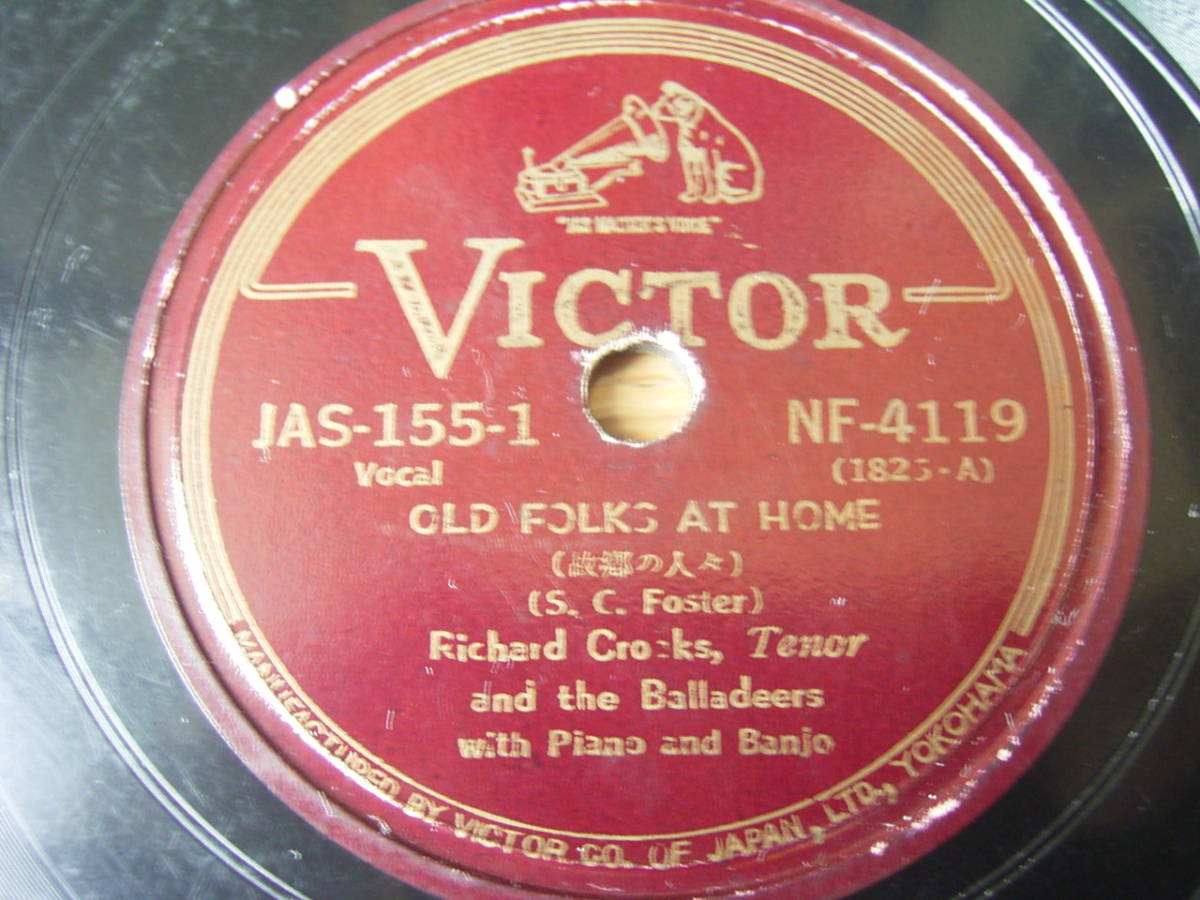 "HIS MASTER'S VOICE"
VICTOR
JAS-155-1 NF-4119
Vocal (1825-A)
OLD FOLKS AT HOME
(故郷の人々)
(S. C. Foster)
Richard Crooks, Tenor
and the Balladeers
with Piano and Banjo
MANUFACTURED BY VICTOR CO. OF JAPAN, LTD., YOKOHAMA